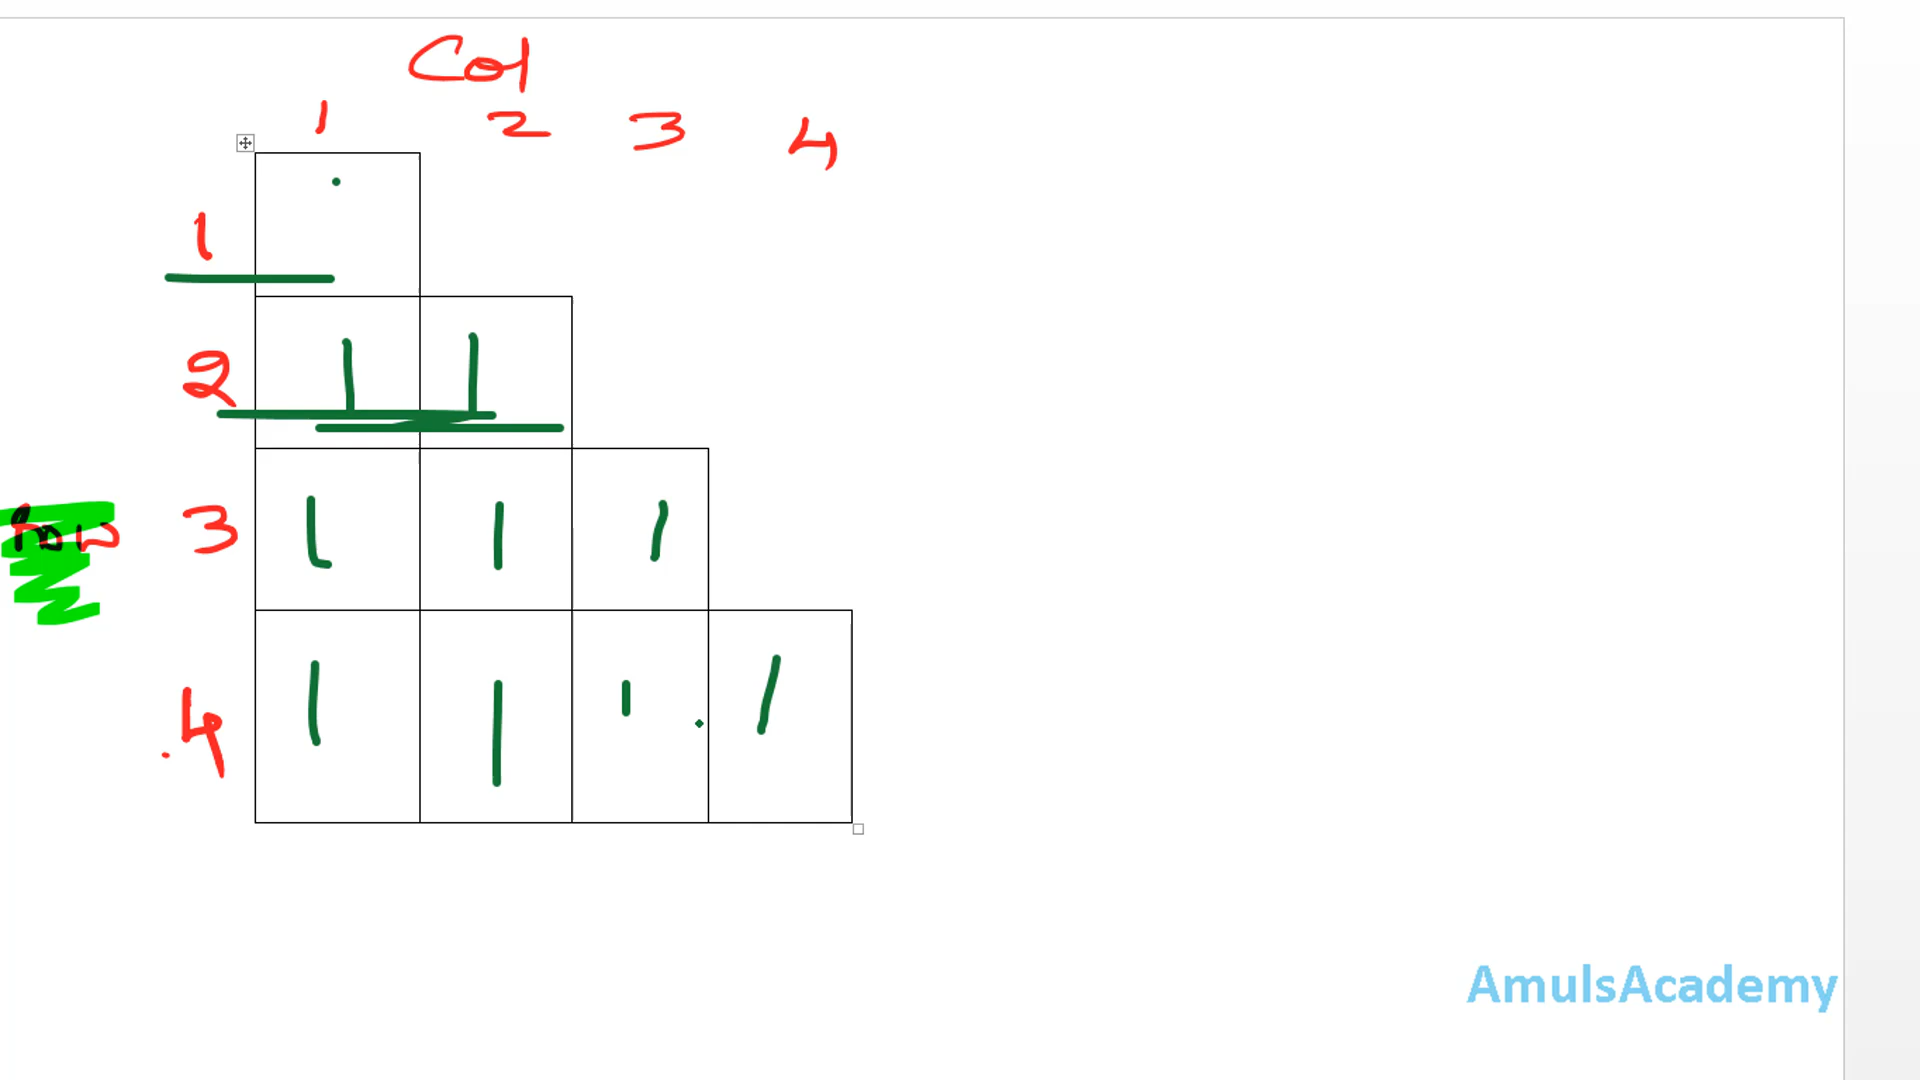 Col
1 2 3 4
1
2 1 1
row 3 1 1 1
4 1 1 1 1
AmulsAcademy